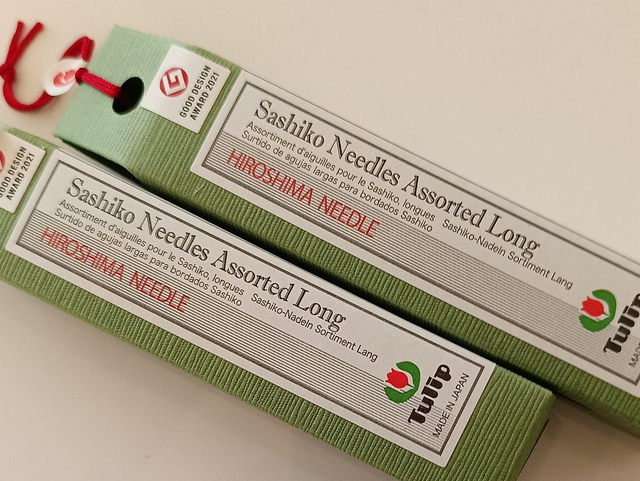 GOOD DESIGN
AWARD 2021
Sashiko Needles Assorted Long
Assortiment d'aiguilles pour le Sashiko, longues Sashiko-Nadeln Sortiment Lang
Surtido de agujas largas para bordados Sashiko
HIROSHIMA NEEDLE
Tulip
MADE
GOOD DESIGN
AWARD 2021
Sashiko Needles Assorted Long
Assortiment d'aiguilles pour le Sashiko, longues Sashiko-Nadeln Sortiment Lang
Surtido de agujas largas para bordados Sashiko
HIROSHIMA NEEDLE
Tulip
MADE IN JAPAN